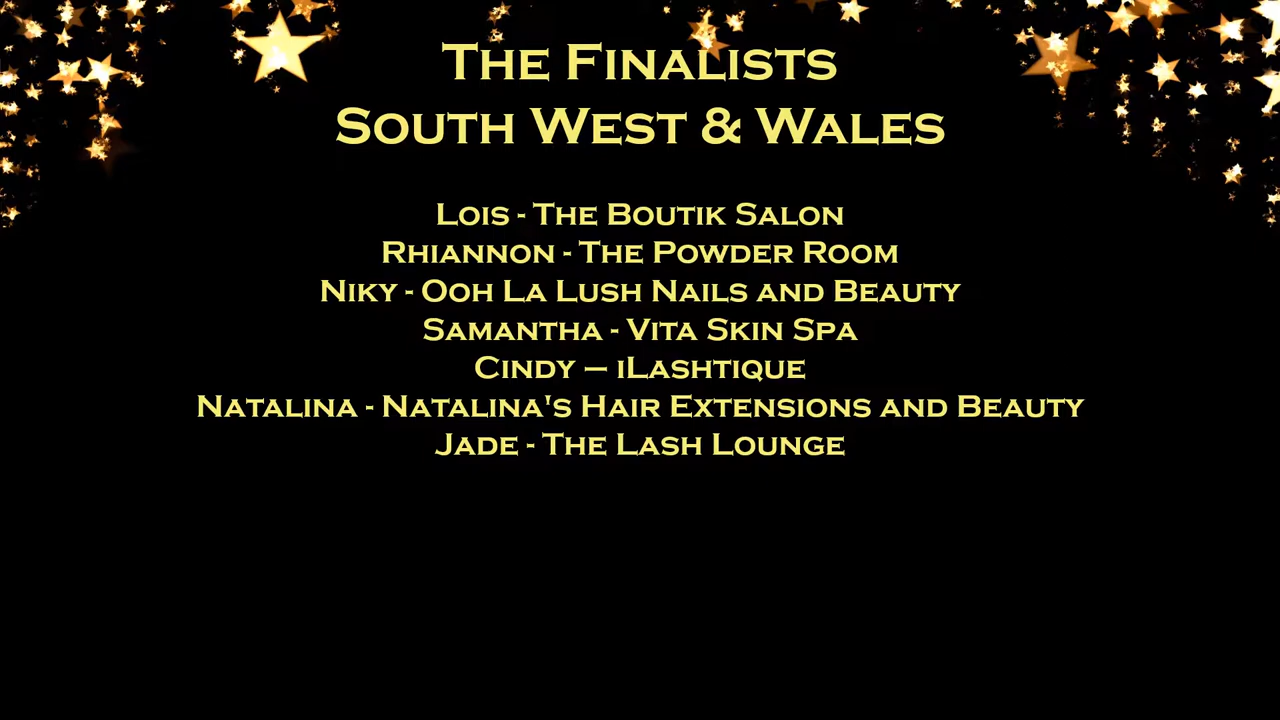 The Finalists
South West & Wales
Lois - The Boutik Salon
Rhiannon - The Powder Room
Niky - Ooh La Lush Nails and Beauty
Samantha - Vita Skin Spa
Cindy – iLashtique
Natalina - Natalina's Hair Extensions and Beauty
Jade - The Lash Lounge